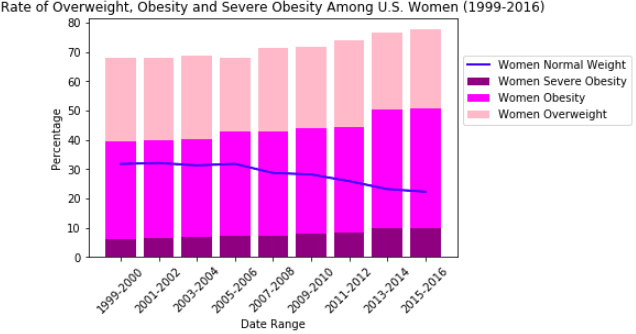 Rate of Overweight, Obesity and Severe Obesity Among U.S. Women (1999-2016)
80
70
60
50
40
30
20
10
0
Percentage
Women Normal Weight
Women Severe Obesity
Women Obesity
Women Overweight
1999-2000
2001-2002
2003-2004
2005-2006
2007-2008
2009-2010
2011-2012
2013-2014
2015-2016
Date Range